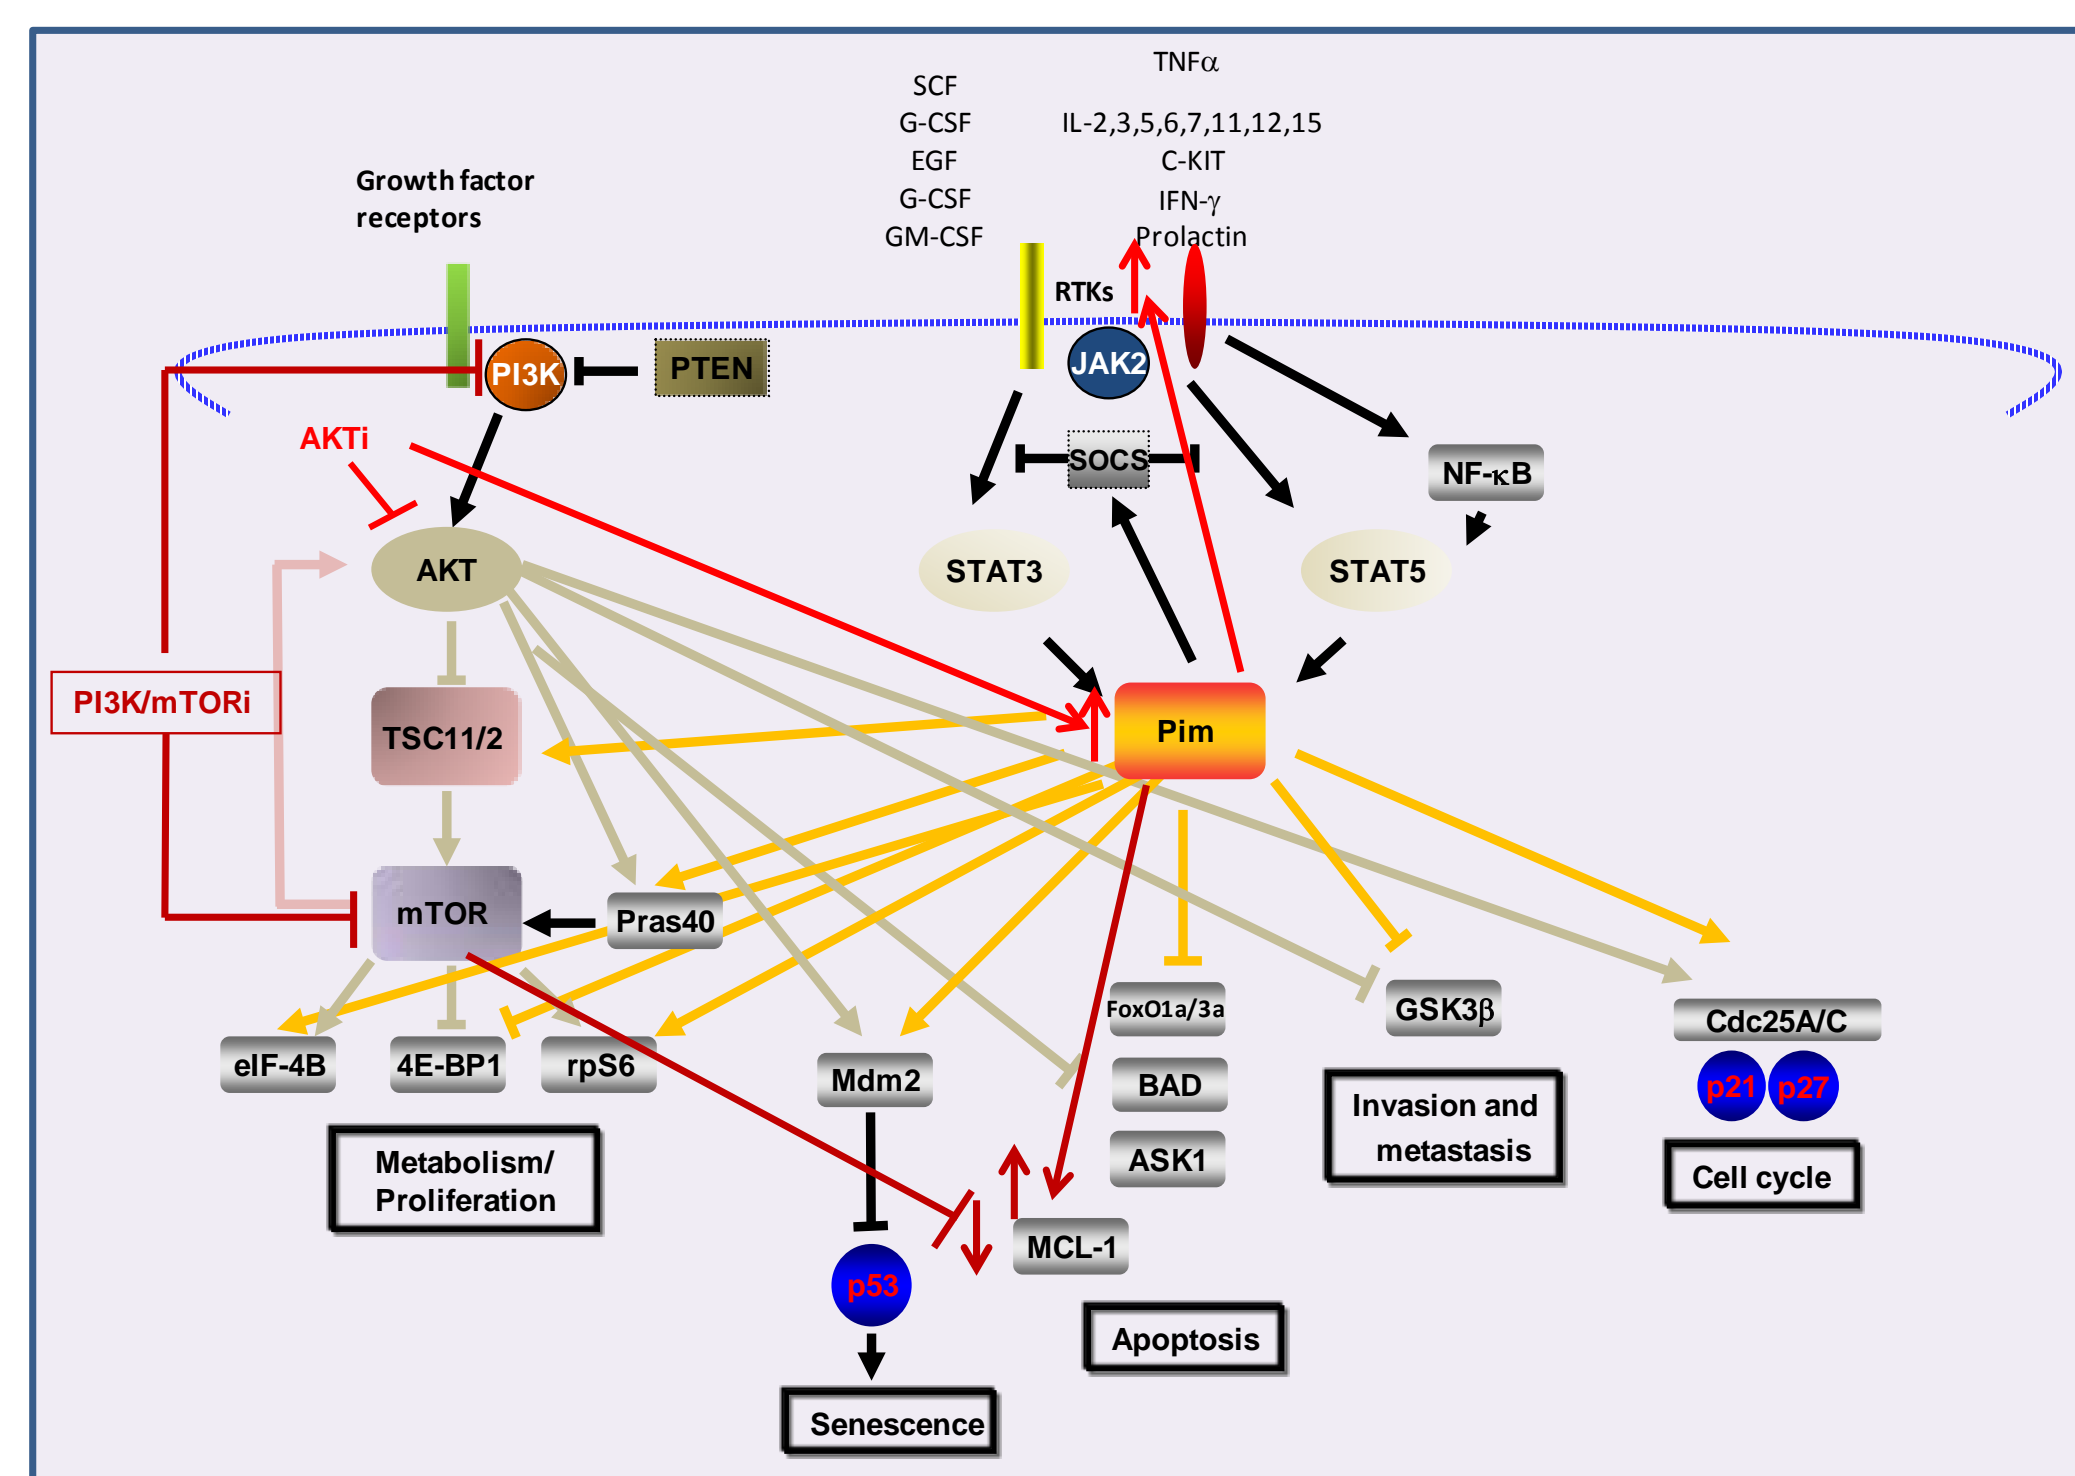 TNFα
SCF
G-CSF
IL-2,3,5,6,7,11,12,15
EGF
C-KIT
Growth factor
receptors
G-CSF
IFN-γ
GM-CSF
Prolactin
RTKs
PI3K
PTEN
JAK2
AKTi
SOCS
NF-κB
AKT
STAT3
STAT5
PI3K/mTORi
TSC11/2
Pim
mTOR
Pras40
FoxO1a/3a
GSK3β
Cdc25A/C
eIF-4B
4E-BP1
rpS6
Mdm2
BAD
p21
p27
Invasion and
metastasis
Metabolism/
Proliferation
ASK1
Cell cycle
MCL-1
p53
Apoptosis
Senescence